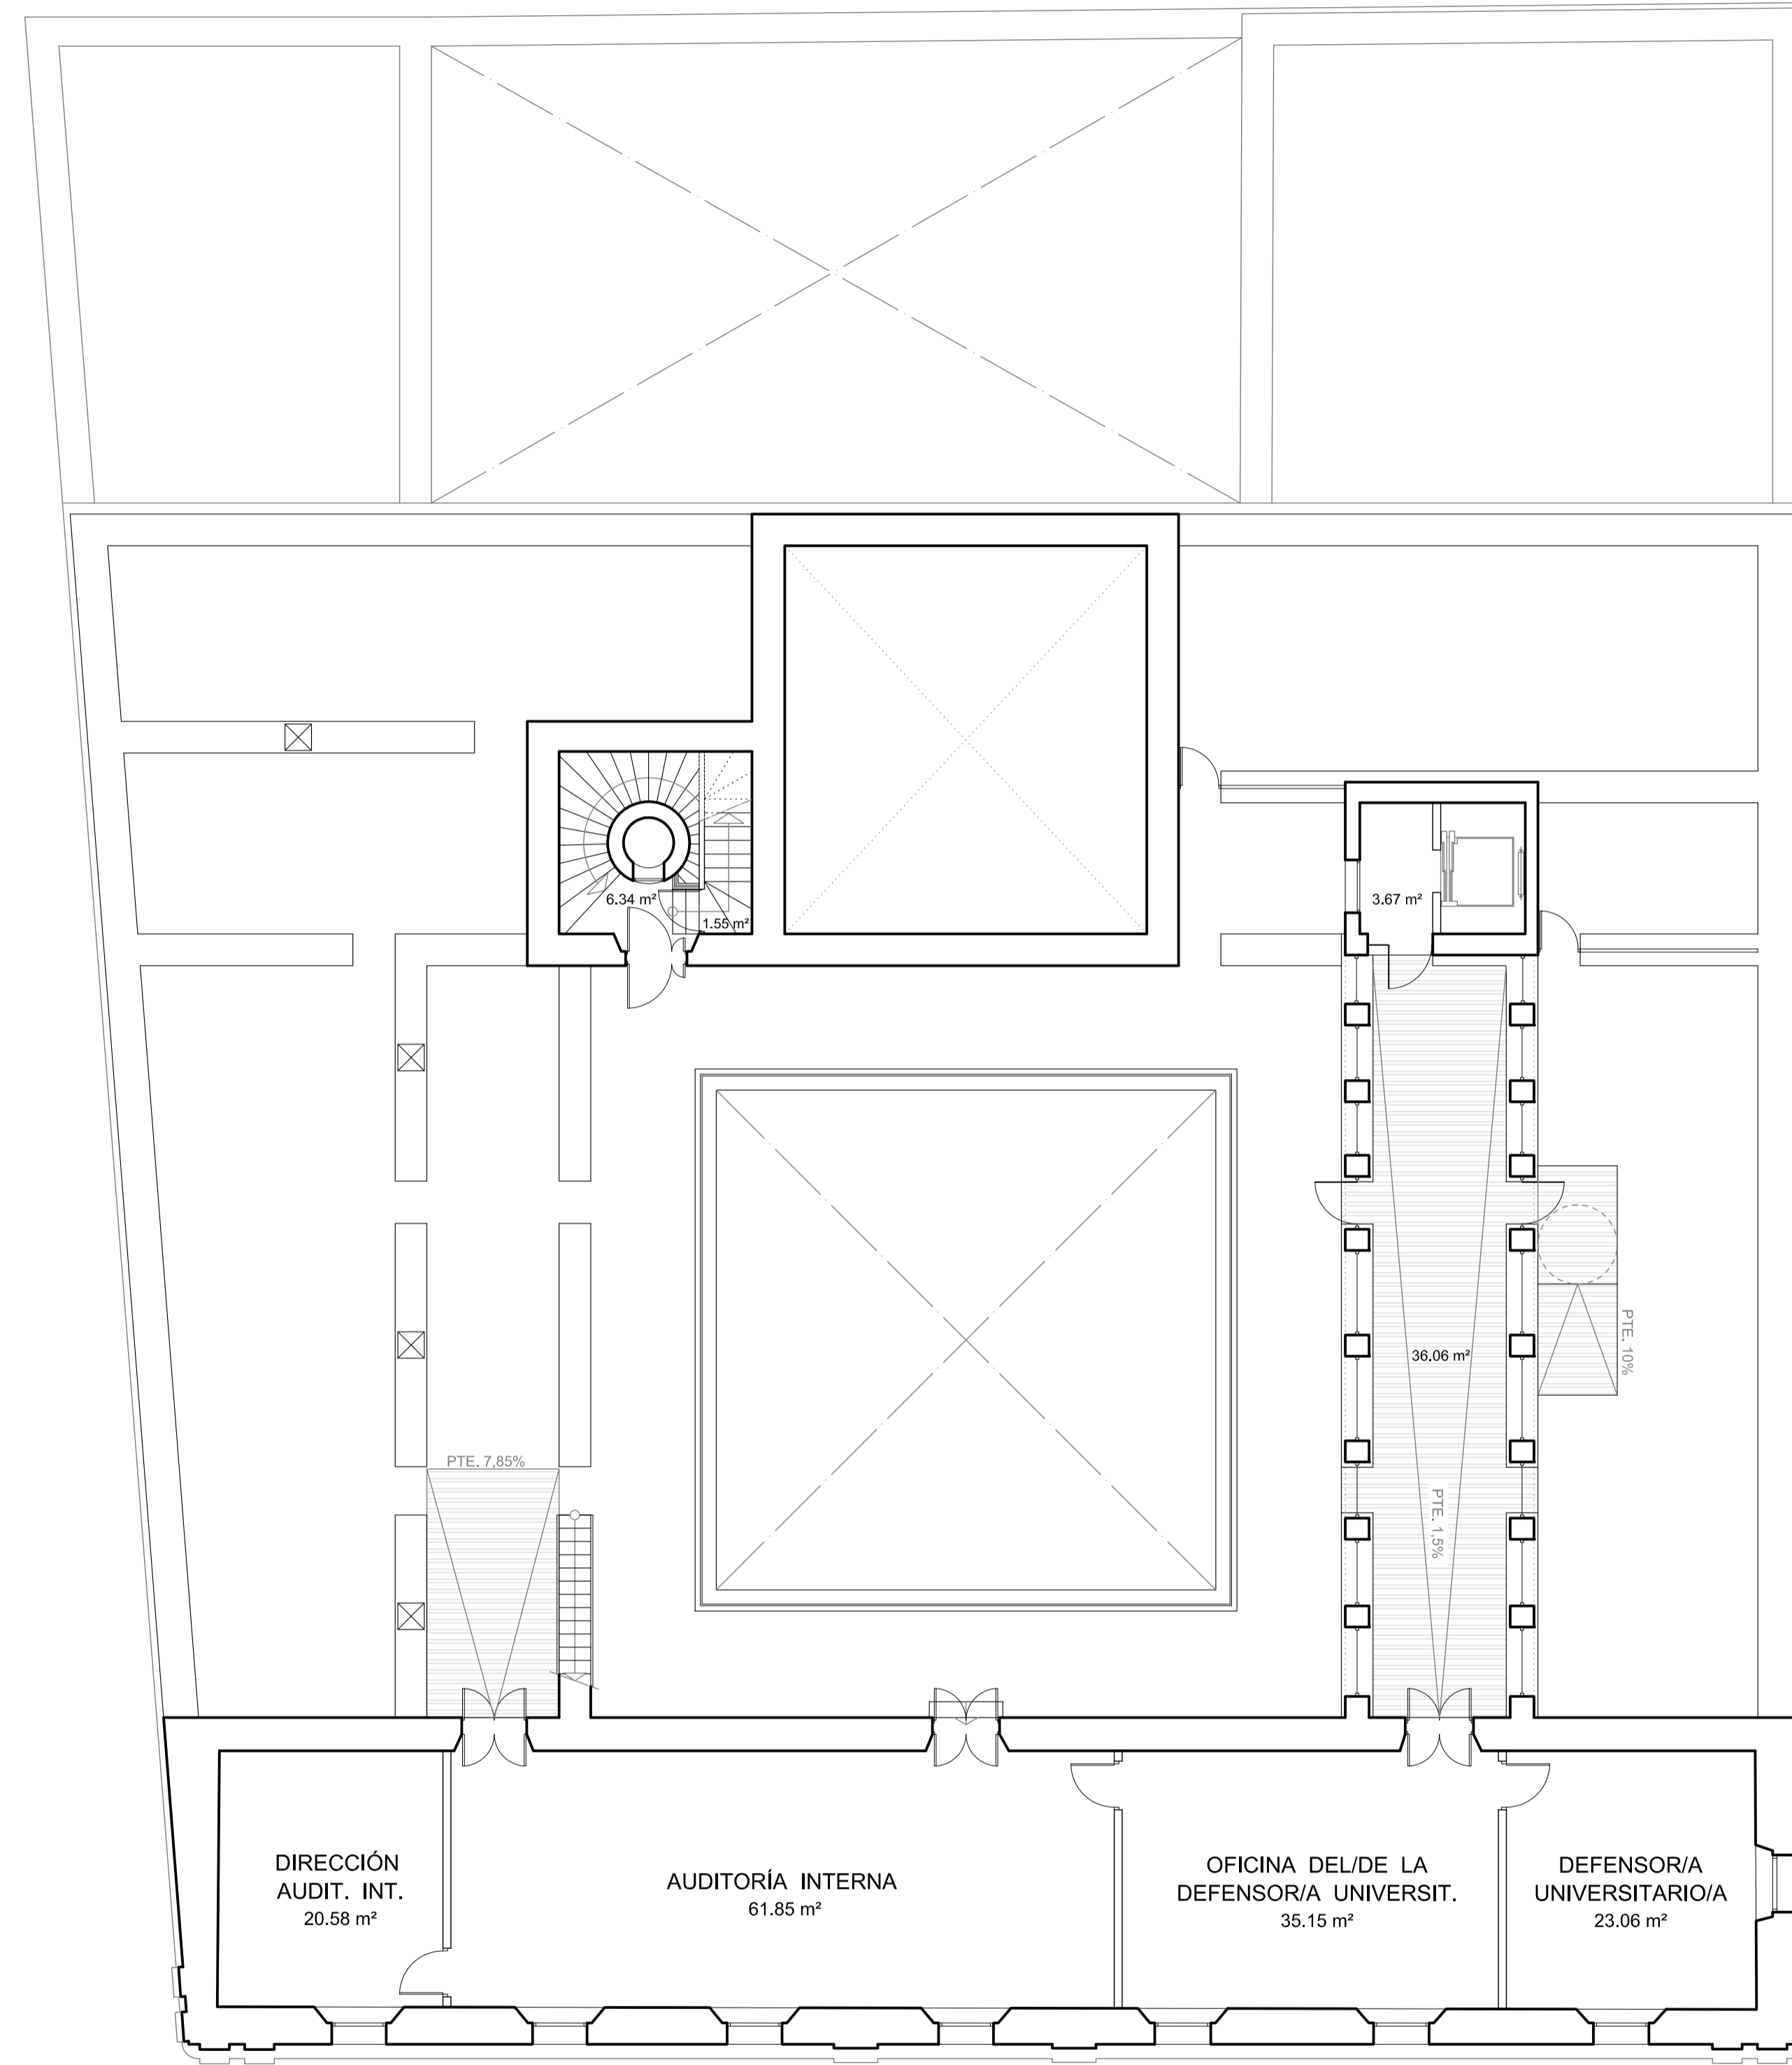 6.34 m²
1.55 m²
3.67 m²
PTE. 10%
36.06 m²
PTE. 7,85%
PTE. 1,5%
DIRECCIÓN
AUDIT. INT.
20.58 m²
AUDITORÍA INTERNA
61.85 m²
OFICINA DEL/DE LA
DEFENSOR/A UNIVERSIT.
35.15 m²
DEFENSOR/A
UNIVERSITARIO/A
23.06 m²